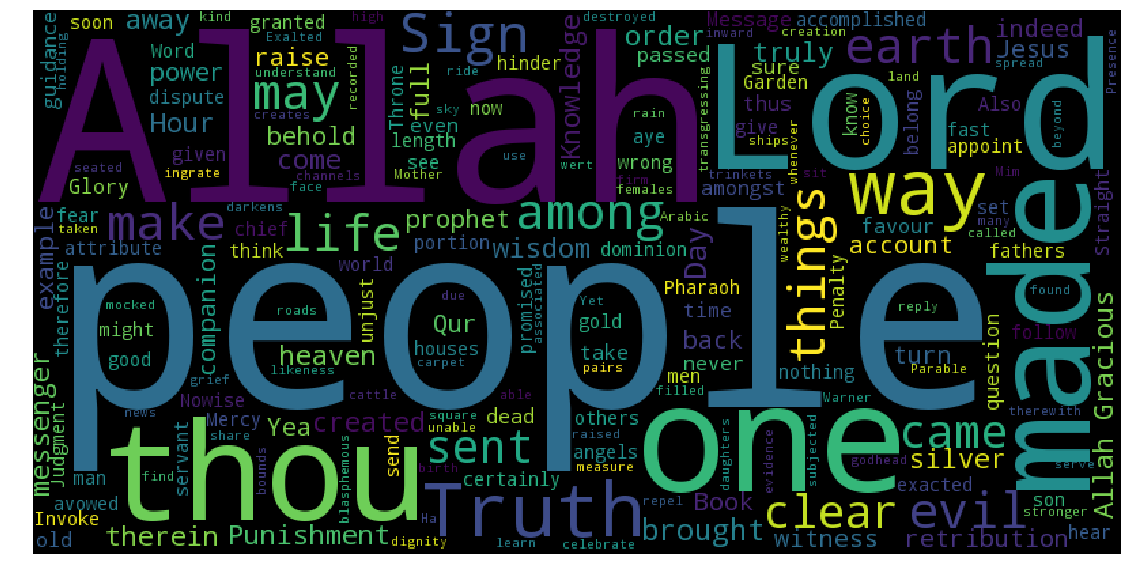 Allah
Lord
people
made
one
thou
Truth
way
things
life
may
Sign
make
among
earth
sent
evil
clear
came
brought
Allah Gracious
Punishment
retribution
silver
messenger
created
therein
heaven
wisdom
prophet
Knowledge
truly
indeed
Jesus
order
raise
away
power
guidance
soon
Word
dispute
Hour
given
Glory
seated
ingrate
behold
come
full
Throne
length
even
see
now
hinder
passed
granted
understand
Exalted
kind
holding
high
destroyed
inward
creation
Message
accomplished
sure
Garden
thus
give
know
choice
belong
land
Also
spread
Presence
fast
appoint
beyond
rain
ships
whenever
transgressing
aye
wrong
firm
females
amongst
trinkets
sit
Mim
wert
use
sky
ride
recorded
creates
channels
Mother
face
darkens
fear
taken
example
attribute
therefore
chief
think
world
portion
dominion
Arabic
Day
account
Penalty
wealthy
favour
set
many
called
fathers
Straight
companion
unjust
promised
associated
Qur
due
Yet
gold
houses
carpet
take
pairs
Pharaoh
time
back
never
men
filled
nothing
reply
turn
Parable
found
follow
question
Warner
therewith
mocked
might
good
roads
likeness
grief
cattle
able
square
unable
dead
others
raised
angels
measure
daughters
evidence
subjected
godhead
serve
son
stronger
exacted
hear
witness
Book
repel
certainly
celebrate
learn
dignity
Ha
birth
send
blasphemous
Yea
Mercy
Nowise
news
share
servant
bounds
find
man
avowed
Judgment
Invoke
old